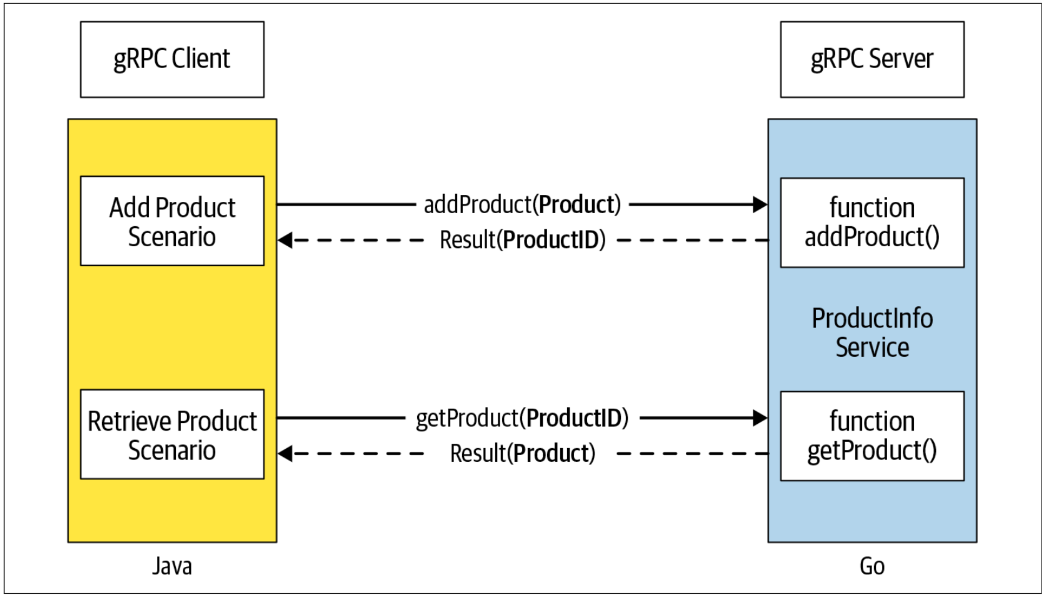 gRPC Client
gRPC Server
Add Product
Scenario
addProduct(Product)
Result(ProductID)
function
addProduct()
ProductInfo
Service
Retrieve Product
Scenario
getProduct(ProductID)
Result(Product)
function
getProduct()
Java
Go